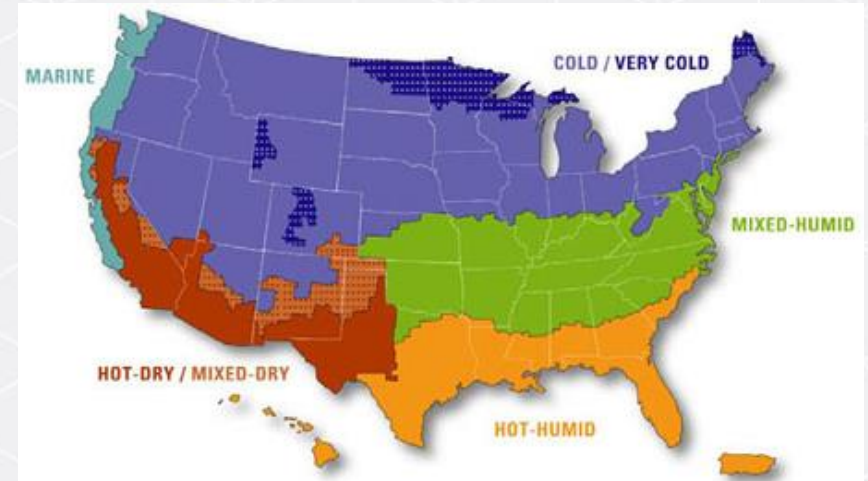 MARINE
COLD / VERY COLD
MIXED-HUMID
HOT-DRY / MIXED-DRY
HOT-HUMID